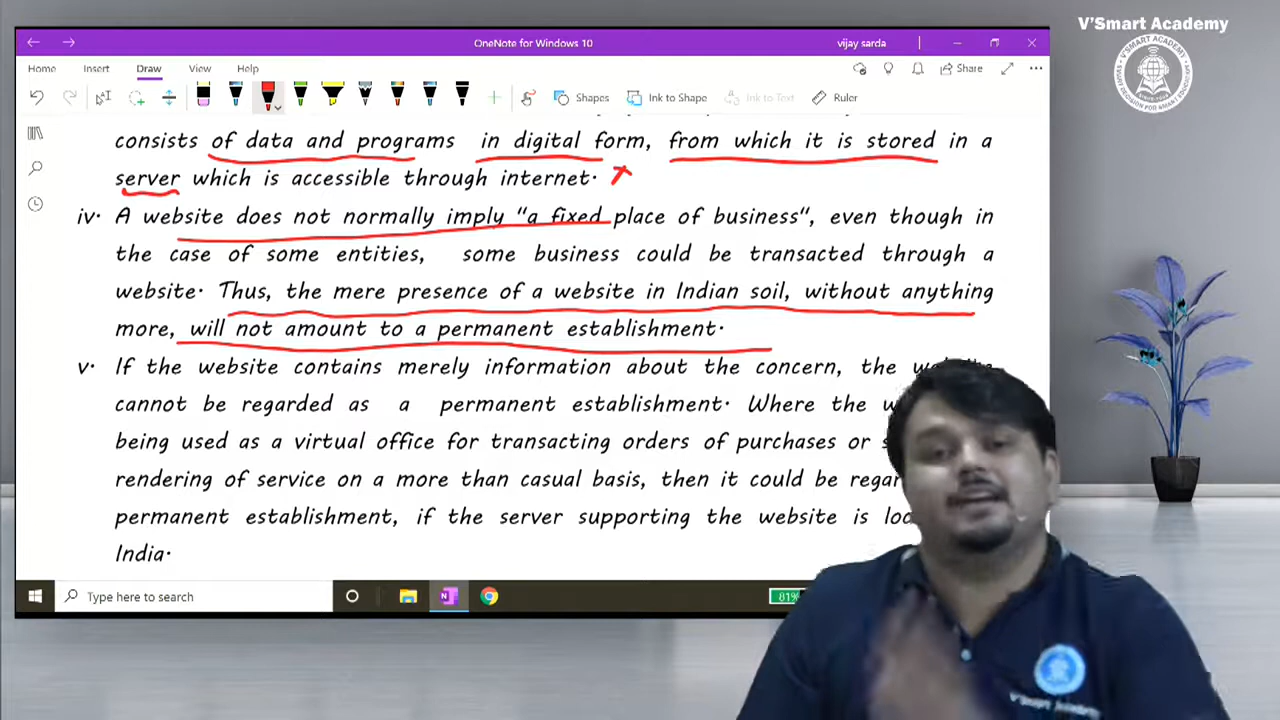 V'Smart Academy
OneNote for Windows 10
vijay sarda
Home Insert Draw View Help
Share
Shapes Ink to Shape Ink to Text Ruler
consists of data and programs in digital form, from which it is stored in a
server which is accessible through internet.
iv. A website does not normally imply "a fixed place of business", even though in
the case of some entities, some business could be transacted through a
website. Thus, the mere presence of a website in Indian soil, without anything
more, will not amount to a permanent establishment.
v. If the website contains merely information about the concern, the
cannot be regarded as a permanent establishment. Where the
being used as a virtual office for transacting orders of purchases or
rendering of service on a more than casual basis, then it could be
permanent establishment, if the server supporting the website is
India.
Type here to search
81%
V'Smart Academy